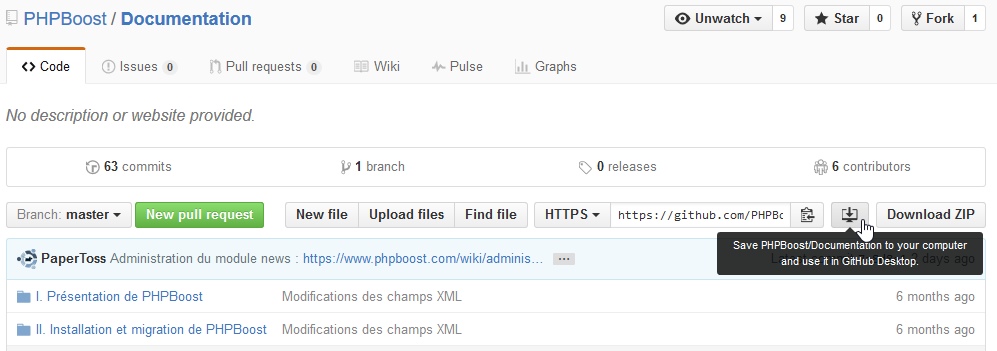 PHPBoost / Documentation
Unwatch 9 Star 0 Fork 1
Code Issues 0 Pull requests 0 Wiki Pulse Graphs
No description or website provided.
63 commits 1 branch 0 releases 6 contributors
Branch: master New pull request New file Upload files Find file HTTPS https://github.com/PHPBo Download ZIP
Save PHPBoost/Documentation to your computer
and use it in GitHub Desktop.
PaperToss Administration du module news : https://www.phpboost.com/wiki/adminis… … days ago
I. Présentation de PHPBoost Modifications des champs XML 6 months ago
II. Installation et migration de PHPBoost Modifications des champs XML 6 months ago